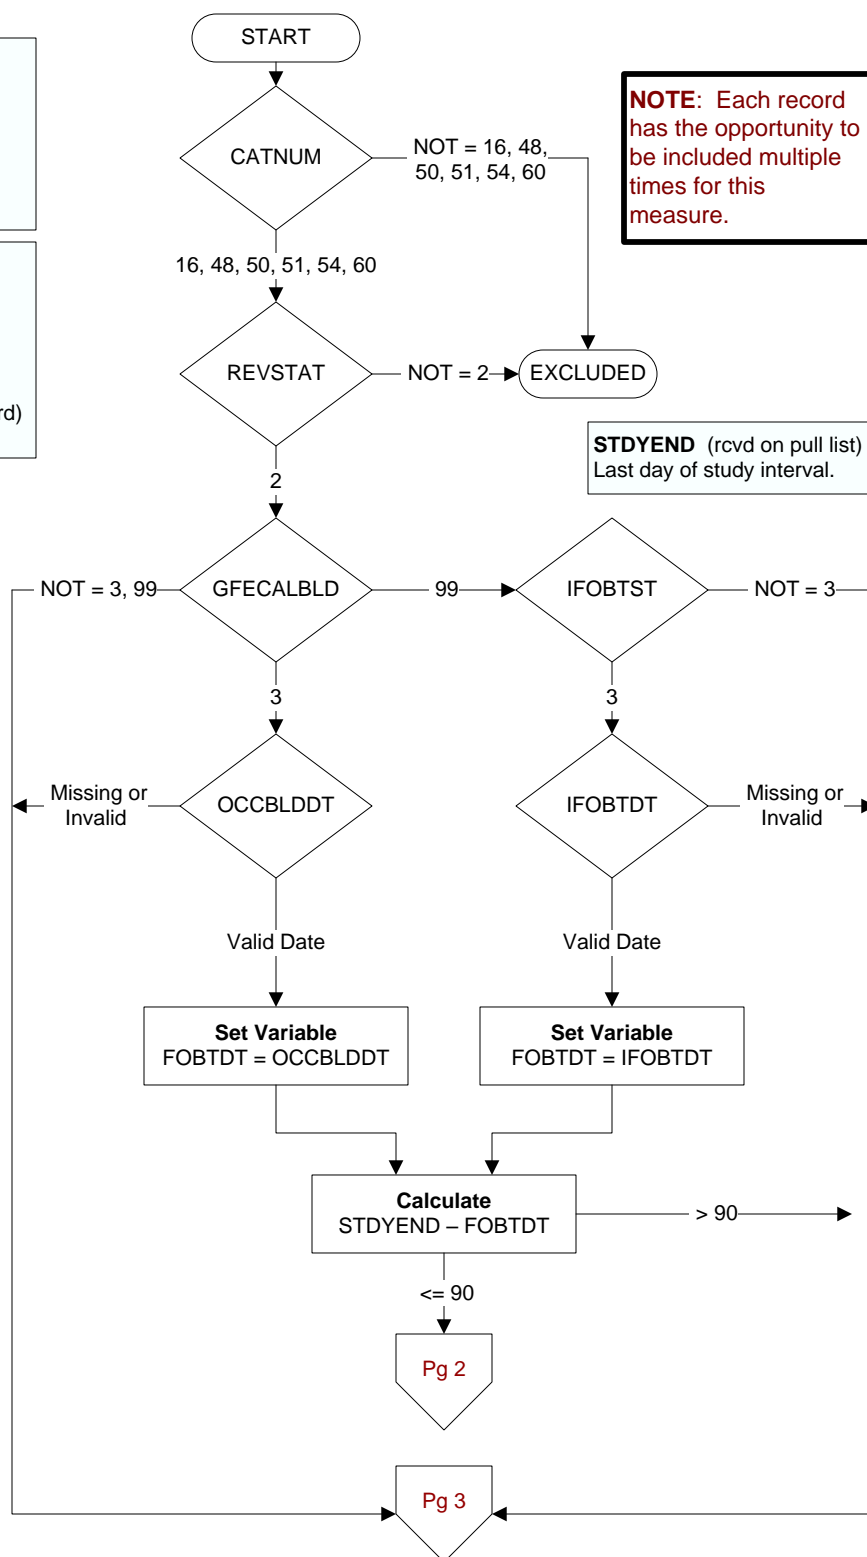 START
NOTE: Each record
has the opportunity to
be included multiple
times for this
measure.
CATNUM
NOT = 16, 48,
50, 51, 54, 60
16, 48, 50, 51, 54, 60
REVSTAT
NOT = 2
EXCLUDED
rd)
STDYEND (rcvd on pull list)
Last day of study interval.
2
NOT = 3, 99
GFECALBLD
99
IFOBTST
NOT = 3
3
3
Missing or
Invalid
OCCBLDDT
IFOBTDT
Missing or
Invalid
Valid Date
Valid Date
Set Variable
FOBTDT = OCCBLDDT
Set Variable
FOBTDT = IFOBTDT
Calculate
STDYEND – FOBTDT
> 90
<= 90
Pg 2
Pg 3